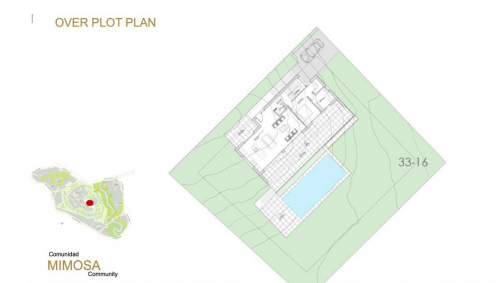 OVER PLOT PLAN
33-16
Comunidad
MIMOSA
Community